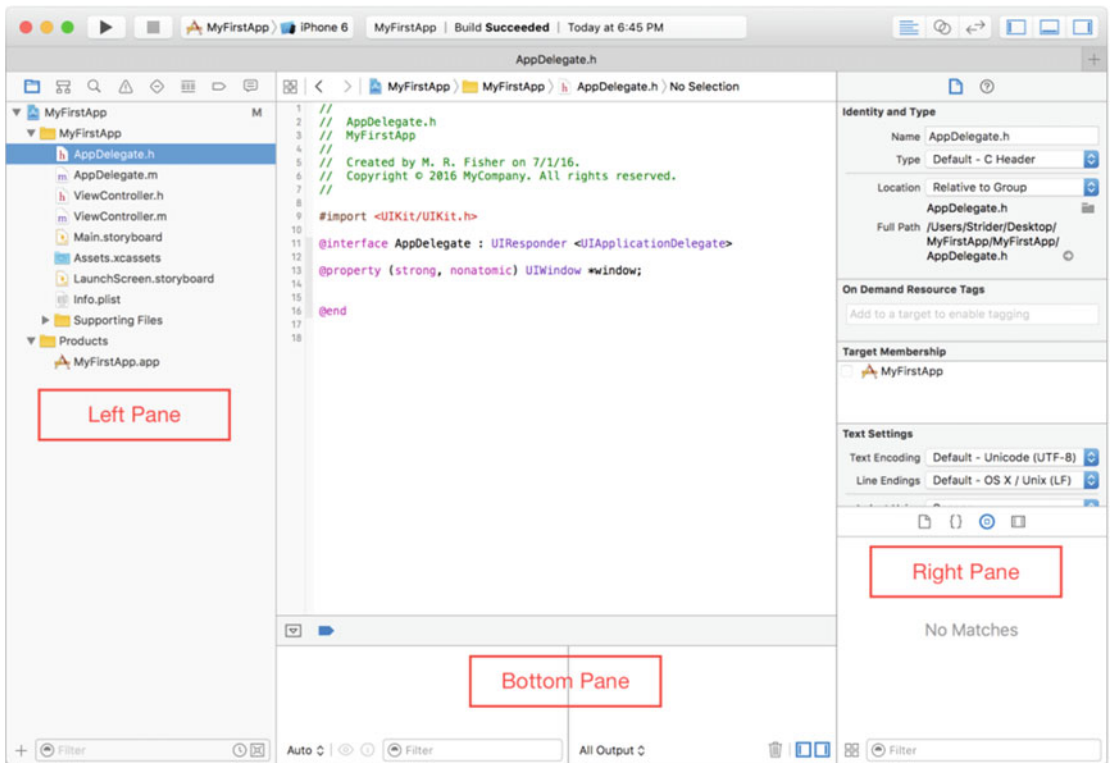 MyFirstApp iPhone 6 MyFirstApp | Build Succeeded | Today at 6:45 PM
AppDelegate.h
MyFirstApp M
MyFirstApp
AppDelegate.h
AppDelegate.m
ViewController.h
ViewController.m
Main.storyboard
Assets.xcassets
LaunchScreen.storyboard
Info.plist
Supporting Files
Products
MyFirstApp.app
Left Pane
Filter
MyFirstApp MyFirstApp h AppDelegate.h No Selection
1 //
2 // AppDelegate.h
3 // MyFirstApp
4 //
5 // Created by M. R. Fisher on 7/1/16.
6 // Copyright © 2016 MyCompany. All rights reserved.
7 //
8
9 #import <UIKit/UIKit.h>
10
11 @interface AppDelegate : UIResponder <UIApplicationDelegate>
12
13 @property (strong, nonatomic) UIWindow *window;
14
15
16 @end
17
18
Bottom Pane
Auto Filter All Output
Identity and Type
Name AppDelegate.h
Type Default - C Header
Location Relative to Group
AppDelegate.h
Full Path /Users/Strider/Desktop/
MyFirstApp/MyFirstApp/
AppDelegate.h
On Demand Resource Tags
Add to a target to enable tagging
Target Membership
MyFirstApp
Text Settings
Text Encoding Default - Unicode (UTF-8)
Line Endings Default - OS X / Unix (LF)
{}
Right Pane
No Matches
Filter